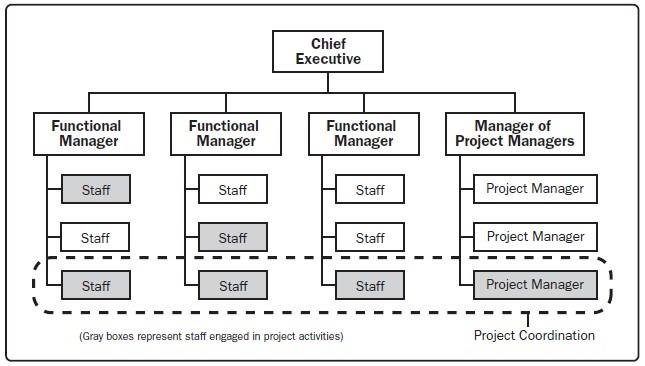 Chief
Executive
Functional
Manager
Functional
Manager
Functional
Manager
Manager of
Project Managers
Staff
Staff
Staff
Project Manager
Staff
Staff
Staff
Project Manager
Staff
Staff
Staff
Project Manager
(Gray boxes represent staff engaged in project activities)
Project Coordination